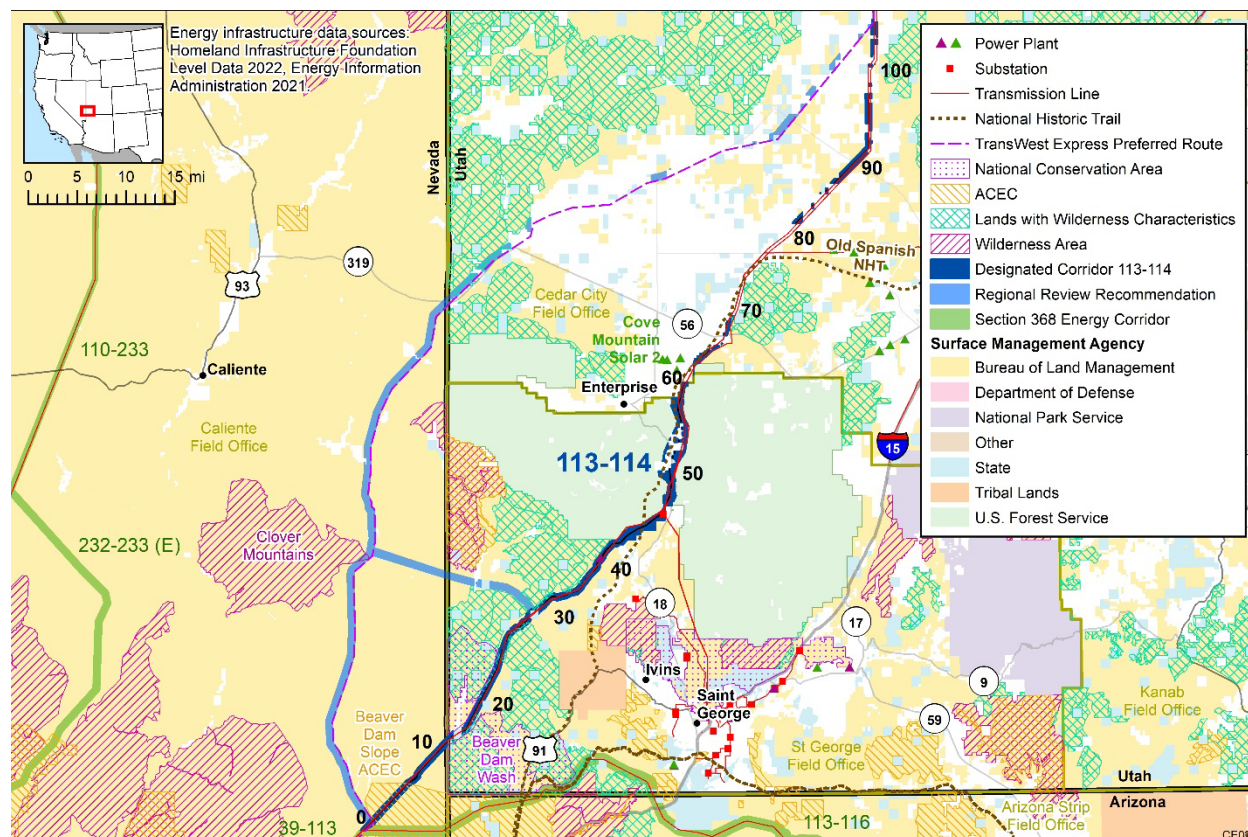 Energy infrastructure data sources:
Homeland Infrastructure Foundation
Level Data 2022, Energy Information
Administration 2021.
0 5 10 15 mi
Nevada
Utah
100
90
80
Old Spanish
NHT
70
319
93
Cedar City
Field Office
56
Cove
Mountain
Solar 2
60
Enterprise
110-233
Caliente
Caliente
Field Office
15
113-114
50
232-233 (E)
Clover
Mountains
40
30
18
17
Ivins
9
20
Saint
George
59
Kanab
Field Office
10
Beaver
Dam
Slope
ACEC
Beaver
Dam
Wash
91
St George
Field Office
Utah
Arizona
0
39-113
113-116
Arizona Strip
Field Office
Power Plant
Substation
Transmission Line
National Historic Trail
TransWest Express Preferred Route
National Conservation Area
ACEC
Lands with Wilderness Characteristics
Wilderness Area
Designated Corridor 113-114
Regional Review Recommendation
Section 368 Energy Corridor
Surface Management Agency
Bureau of Land Management
Department of Defense
National Park Service
Other
State
Tribal Lands
U.S. Forest Service